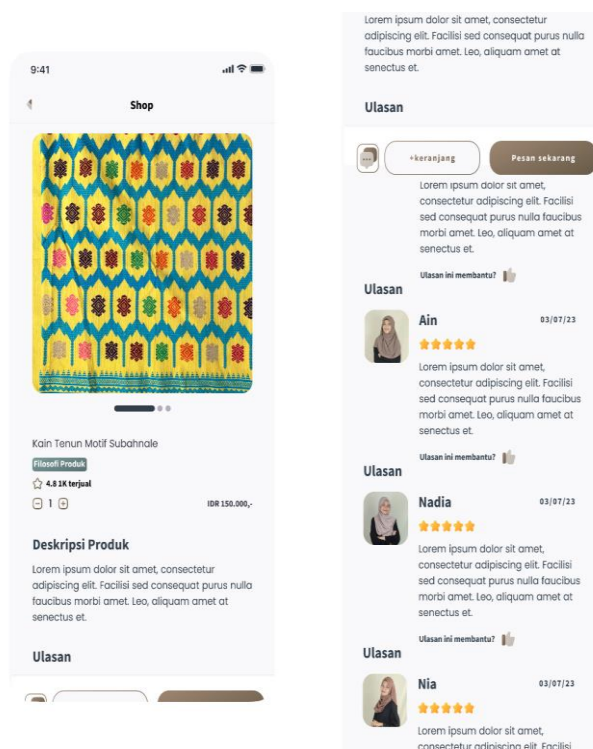 9:41
Shop
Kain Tenun Motif Subahnale
Filosofi Produk
4.8 1K terjual
1
IDR 150.000,-
Deskripsi Produk
Lorem ipsum dolor sit amet, consectetur
adipiscing elit. Facilisi sed consequat purus nulla
faucibus morbi amet. Leo, aliquam amet at
senectus et.
Ulasan
Lorem ipsum dolor sit amet, consectetur
adipiscing elit. Facilisi sed consequat purus nulla
faucibus morbi amet. Leo, aliquam amet at
senectus et.
Ulasan
+keranjang
Pesan sekarang
Lorem ipsum dolor sit amet,
consectetur adipiscing elit. Facilisi
sed consequat purus nulla faucibus
morbi amet. Leo, aliquam amet at
senectus et.
Ulasan ini membantu?
Ulasan
Ain 03/07/23
Lorem ipsum dolor sit amet,
consectetur adipiscing elit. Facilisi
sed consequat purus nulla faucibus
morbi amet. Leo, aliquam amet at
senectus et.
Ulasan ini membantu?
Ulasan
Nadia 03/07/23
Lorem ipsum dolor sit amet,
consectetur adipiscing elit. Facilisi
sed consequat purus nulla faucibus
morbi amet. Leo, aliquam amet at
senectus et.
Ulasan ini membantu?
Ulasan
Nia 03/07/23
Lorem ipsum dolor sit amet,
consectetur adipiscing elit. Facilisi